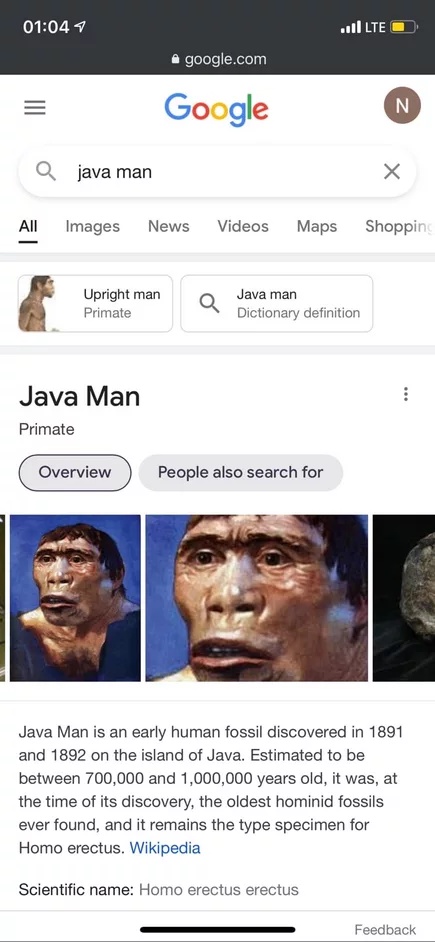 01:04 LTE
google.com
Google
N
java man
All Images News Videos Maps Shopping
Upright man
Primate
Java man
Dictionary definition
Java Man
Primate
Overview People also search for
Java Man is an early human fossil discovered in 1891
and 1892 on the island of Java. Estimated to be
between 700,000 and 1,000,000 years old, it was, at
the time of its discovery, the oldest hominid fossils
ever found, and it remains the type specimen for
Homo erectus. Wikipedia
Scientific name: Homo erectus erectus
Feedback